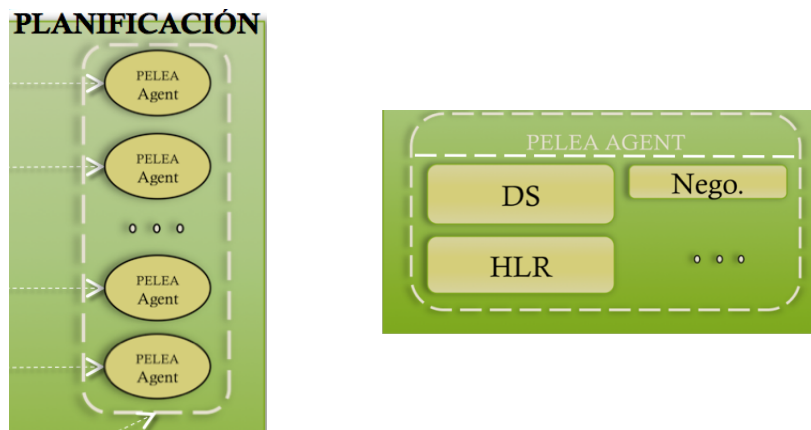 PLANIFICACIÓN
PELEA
Agent
PELEA
Agent
PELEA
Agent
PELEA
Agent
PELEA AGENT
DS
Nego.
HLR